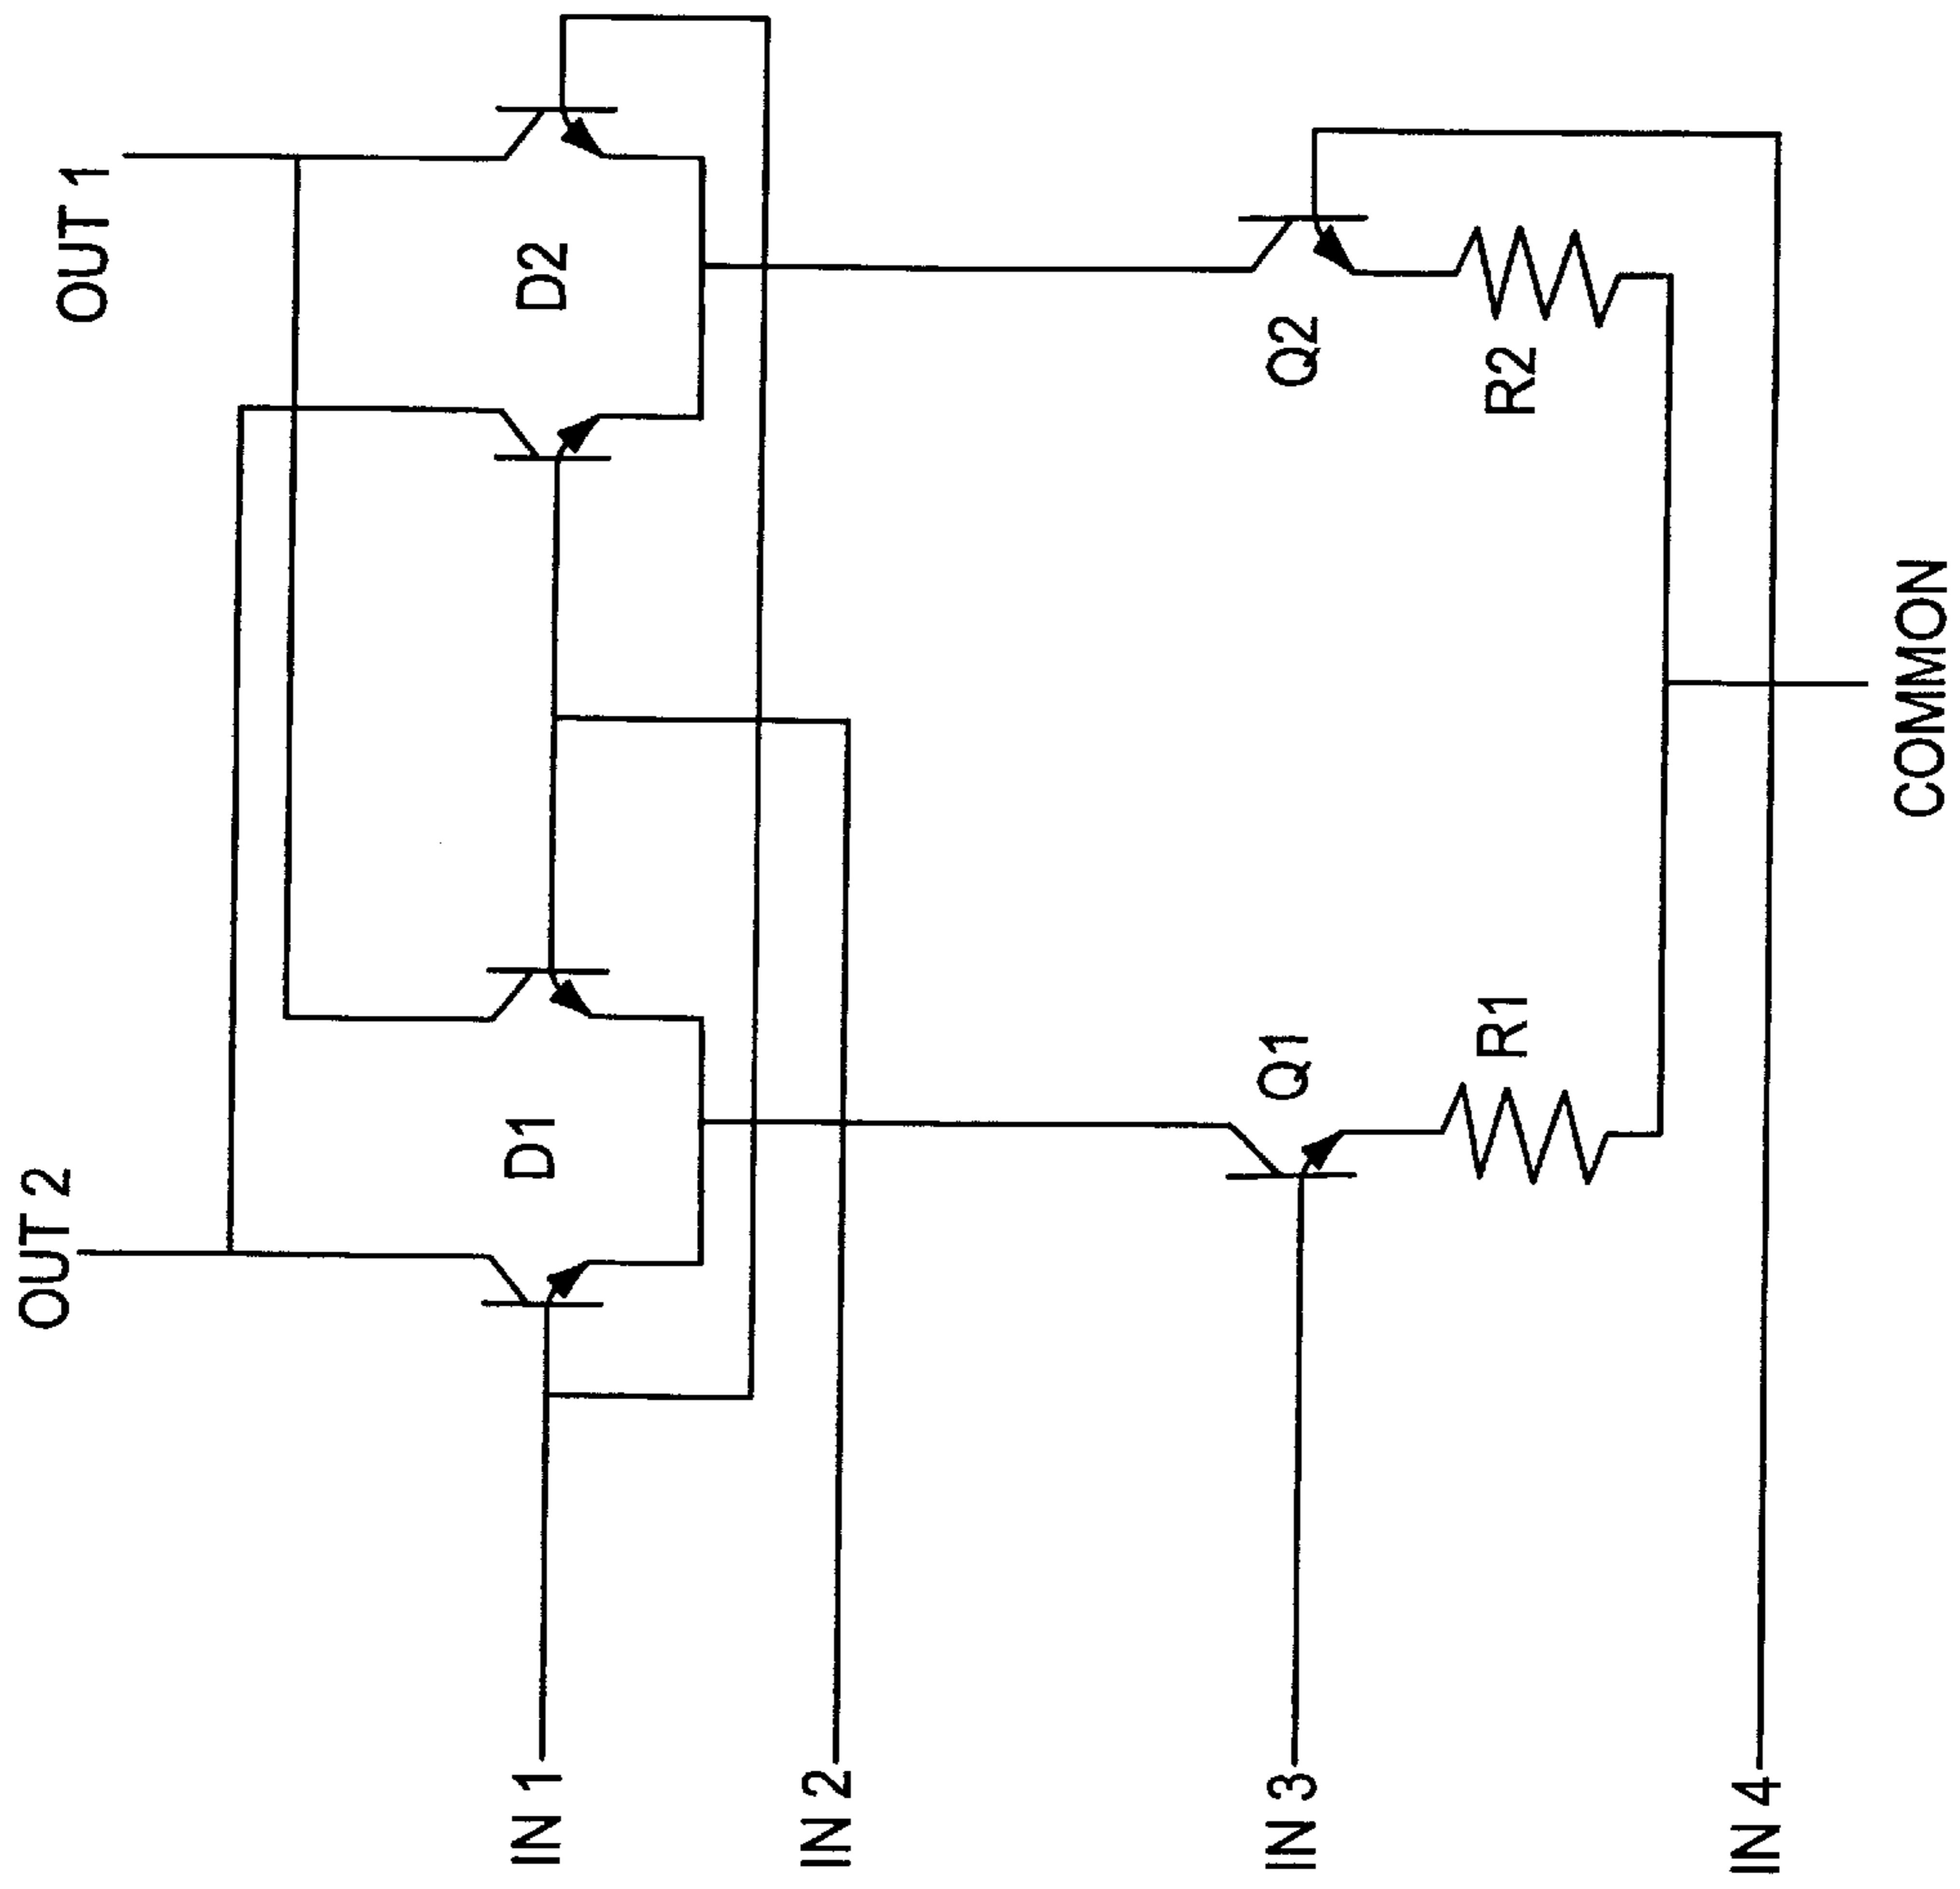 OUT 2
OUT 1
D1
D2
IN 1
IN 2
Q1
Q2
IN 3
R1
R2
IN 4
COMMON